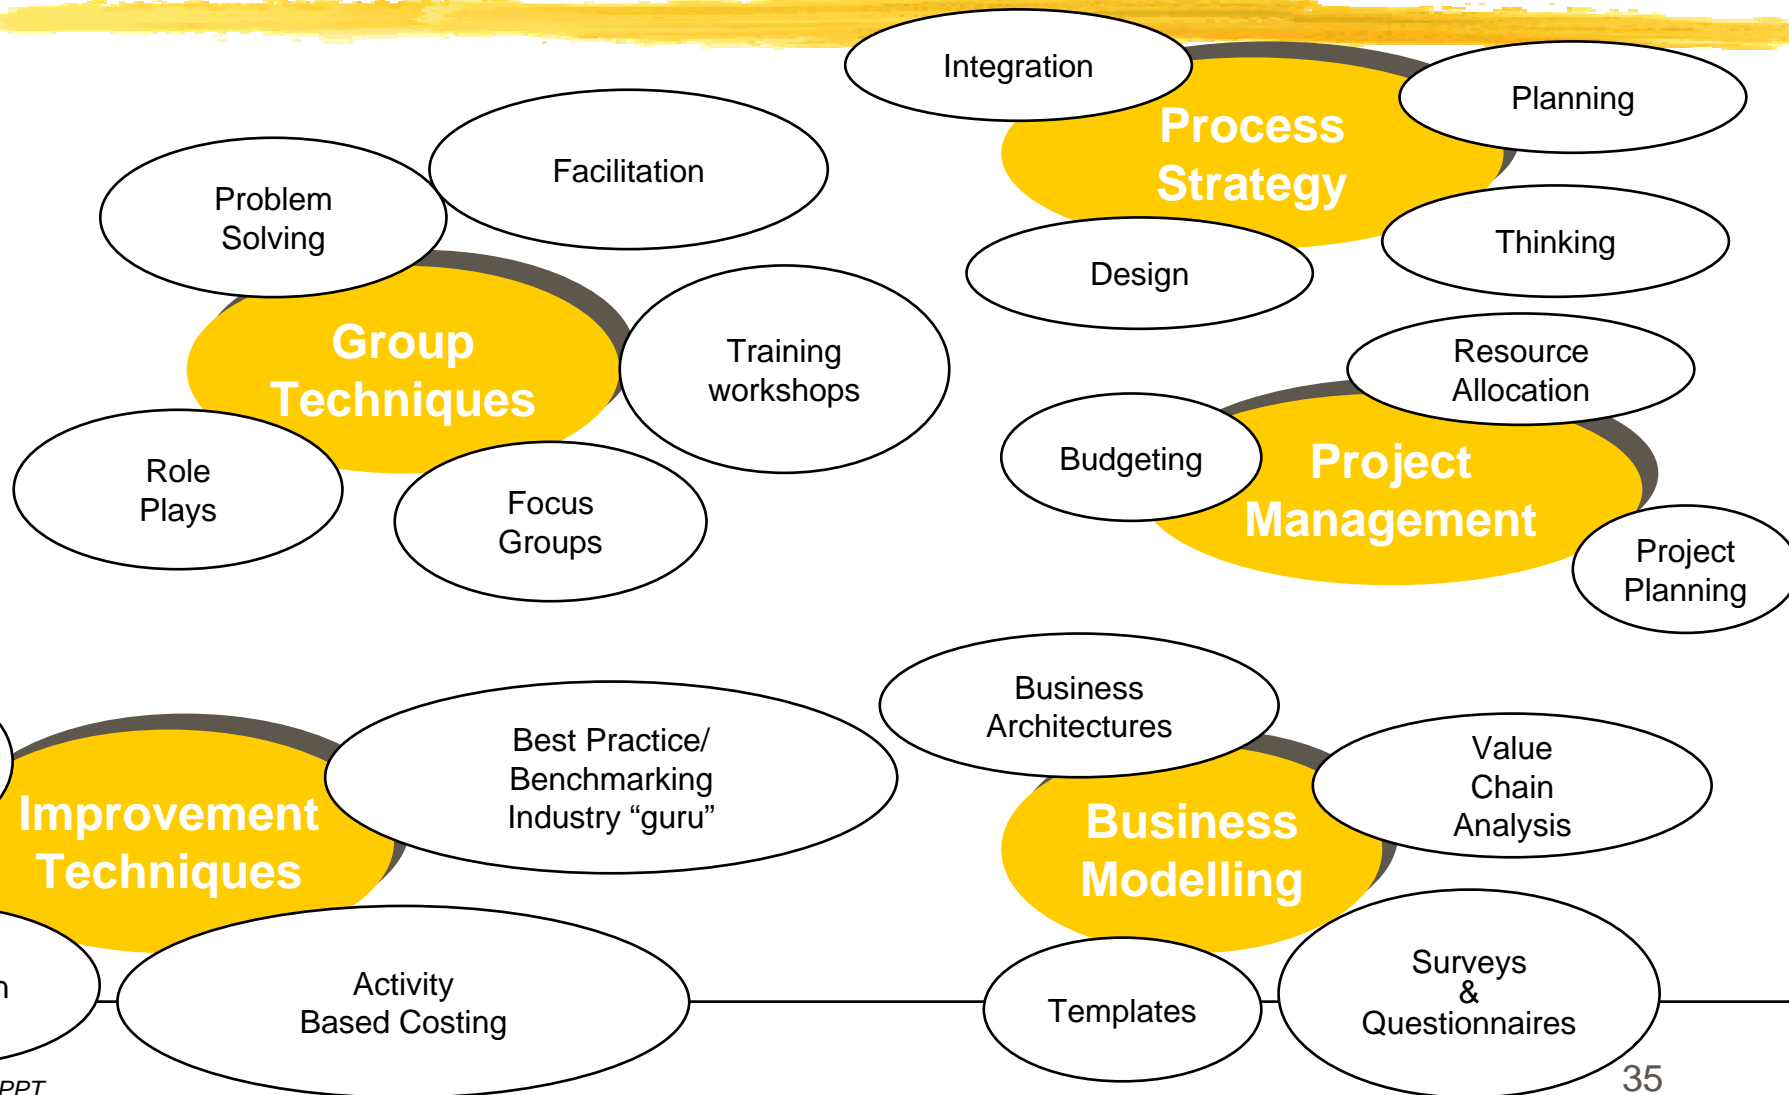 Integration
Planning
Process
Strategy
Thinking
Design
Problem
Solving
Facilitation
Group
Techniques
Training
workshops
Role
Plays
Focus
Groups
Resource
Allocation
Budgeting
Project
Management
Project
Planning
Improvement
Techniques
Best Practice/
Benchmarking
Industry “guru”
Activity
Based Costing
Business
Architectures
Business
Modelling
Value
Chain
Analysis
Templates
Surveys
&
Questionnaires
PPT
35